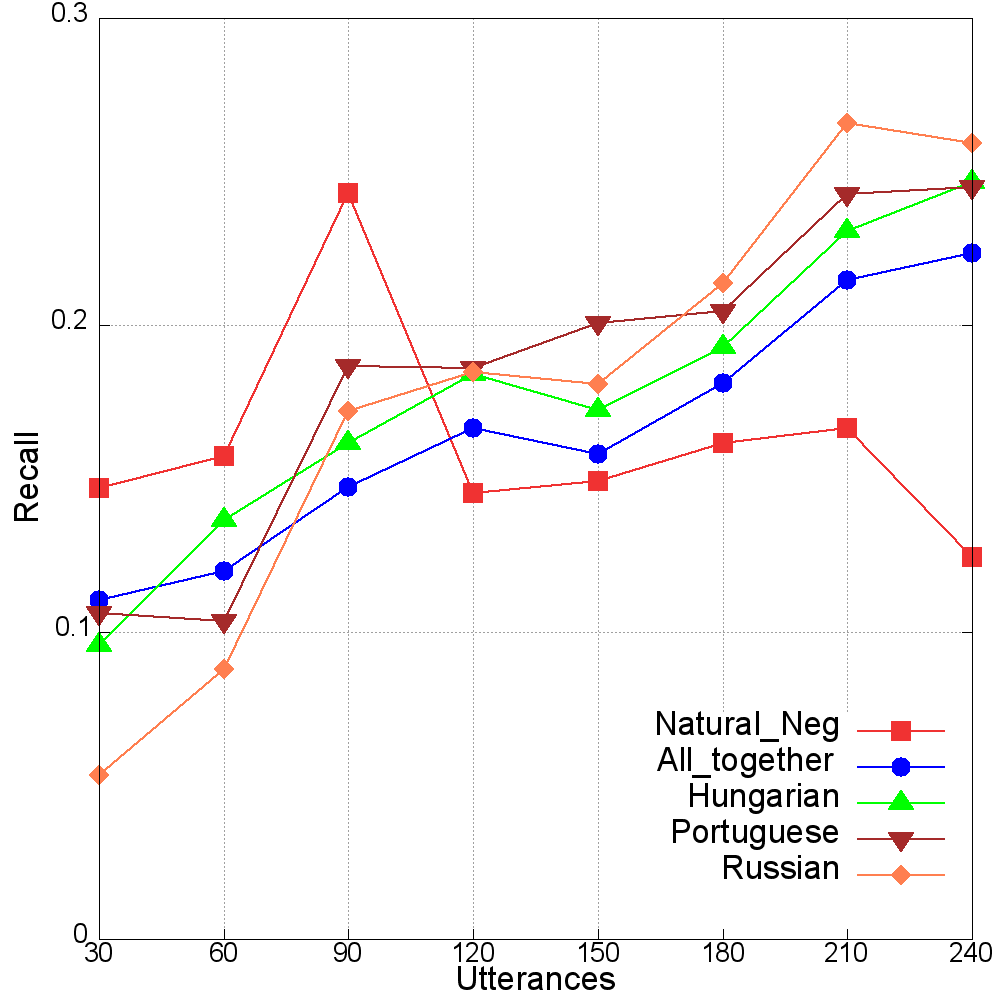 0.3
0.2
0.1
0
Recall
Natural_Neg
All_together
Hungarian
Portuguese
Russian
30 60 90 120 150 180 210 240
Utterances